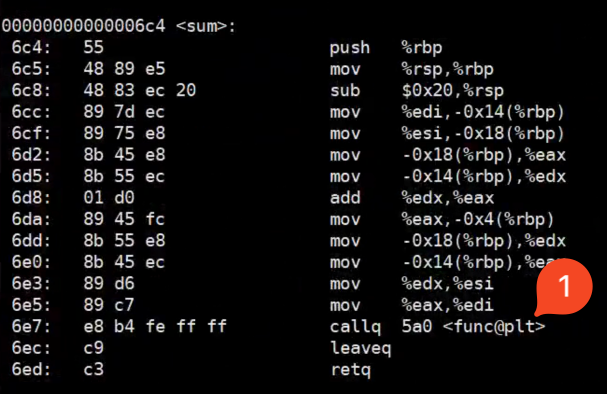 00000000000006c4 <sum>:
6c4: 55 push %rbp
6c5: 48 89 e5 mov %rsp,%rbp
6c8: 48 83 ec 20 sub $0x20,%rsp
6cc: 89 7d ec mov %edi,-0x14(%rbp)
6cf: 89 75 e8 mov %esi,-0x18(%rbp)
6d2: 8b 45 e8 mov -0x18(%rbp),%eax
6d5: 8b 55 ec mov -0x14(%rbp),%edx
6d8: 01 d0 add %edx,%eax
6da: 89 45 fc mov %eax,-0x4(%rbp)
6dd: 8b 55 e8 mov -0x18(%rbp),%edx
6e0: 8b 45 ec mov -0x14(%rbp),%eax
6e3: 89 d6 mov %edx,%esi
6e5: 89 c7 mov %eax,%edi
6e7: e8 b4 fe ff ff callq 5a0 <func@plt>
6ec: c9 leaveq
6ed: c3 retq
1